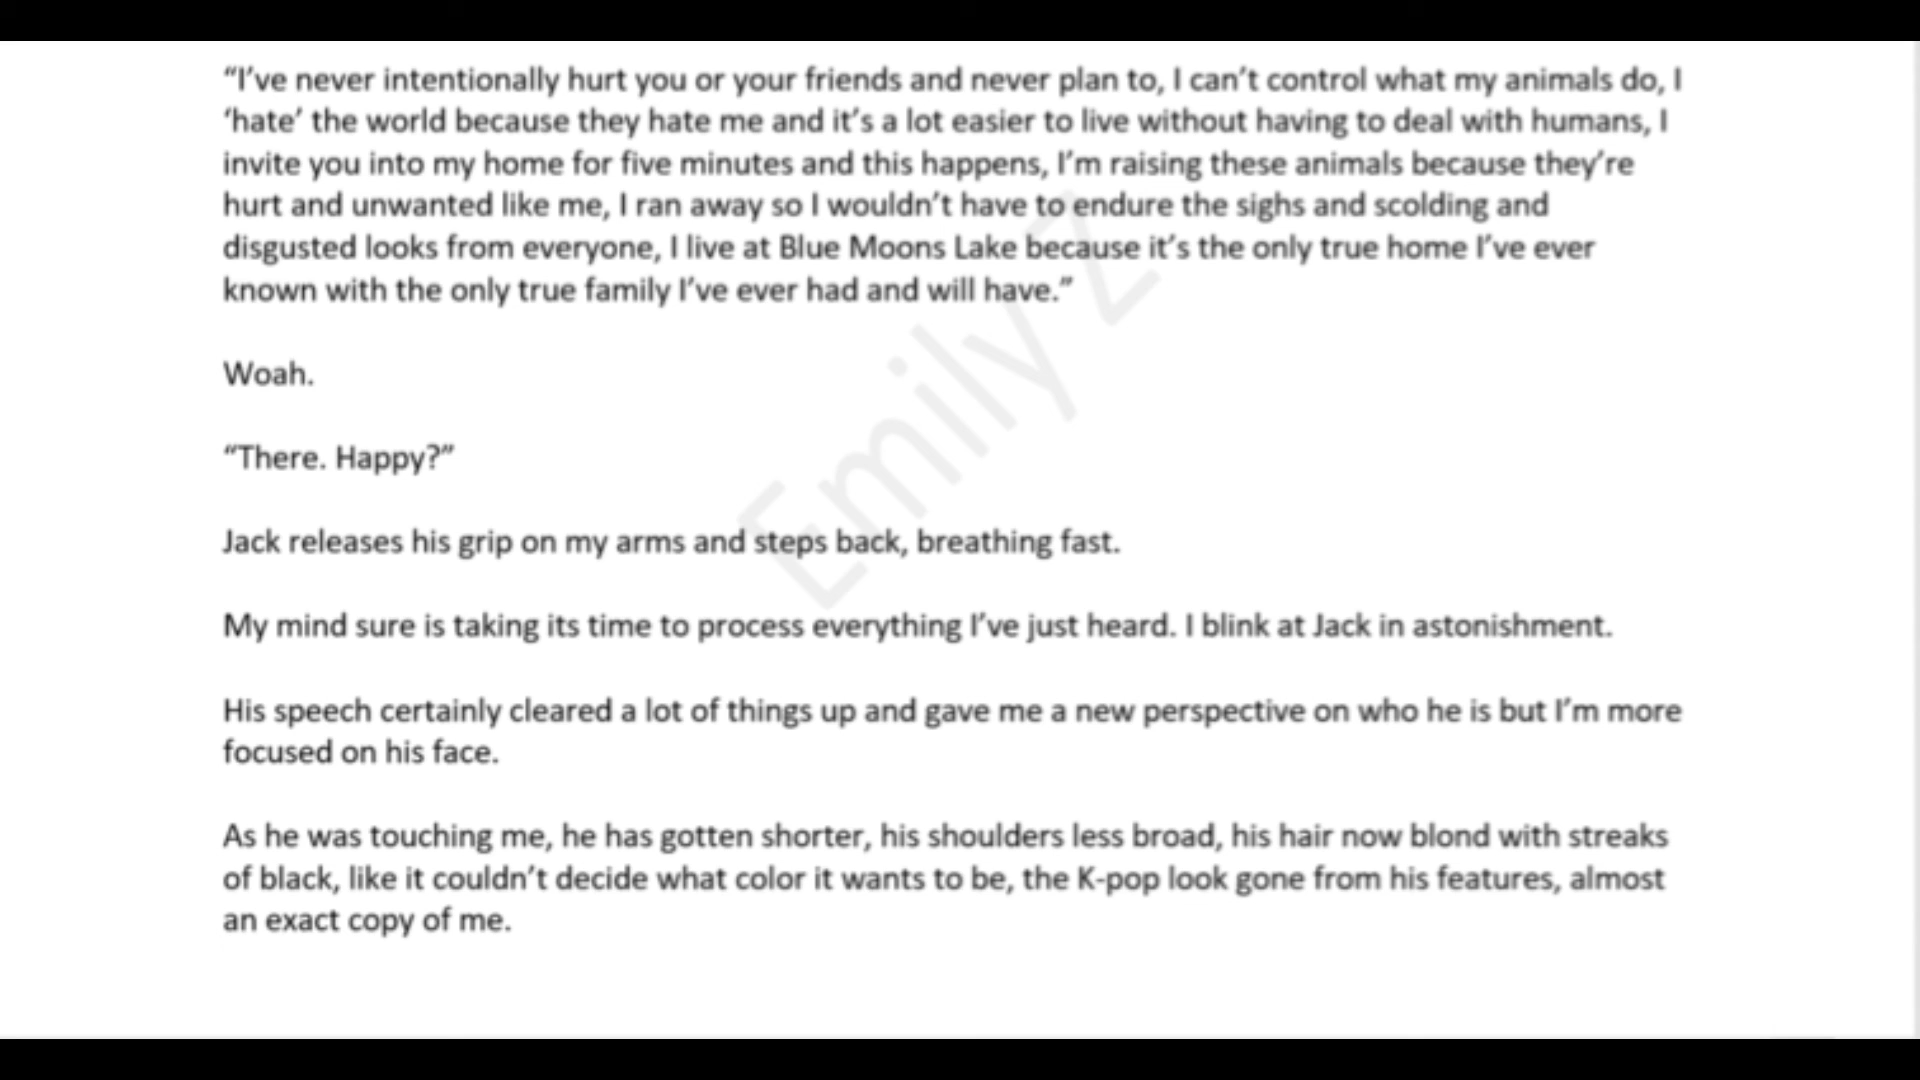 “I’ve never intentionally hurt you or your friends and never plan to, I can’t control what my animals do, I
‘hate’ the world because they hate me and it’s a lot easier to live without having to deal with humans, I
invite you into my home for five minutes and this happens, I’m raising these animals because they’re
hurt and unwanted like me, I ran away so I wouldn’t have to endure the sighs and scolding and
disgusted looks from everyone, I live at Blue Moons Lake because it’s the only true home I’ve ever
known with the only true family I’ve ever had and will have.”
Woah.
“There. Happy?”
Jack releases his grip on my arms and steps back, breathing fast.
My mind sure is taking its time to process everything I’ve just heard. I blink at Jack in astonishment.
His speech certainly cleared a lot of things up and gave me a new perspective on who he is but I’m more
focused on his face.
As he was touching me, he has gotten shorter, his shoulders less broad, his hair now blond with streaks
of black, like it couldn’t decide what color it wants to be, the K-pop look gone from his features, almost
an exact copy of me.
Emily Z